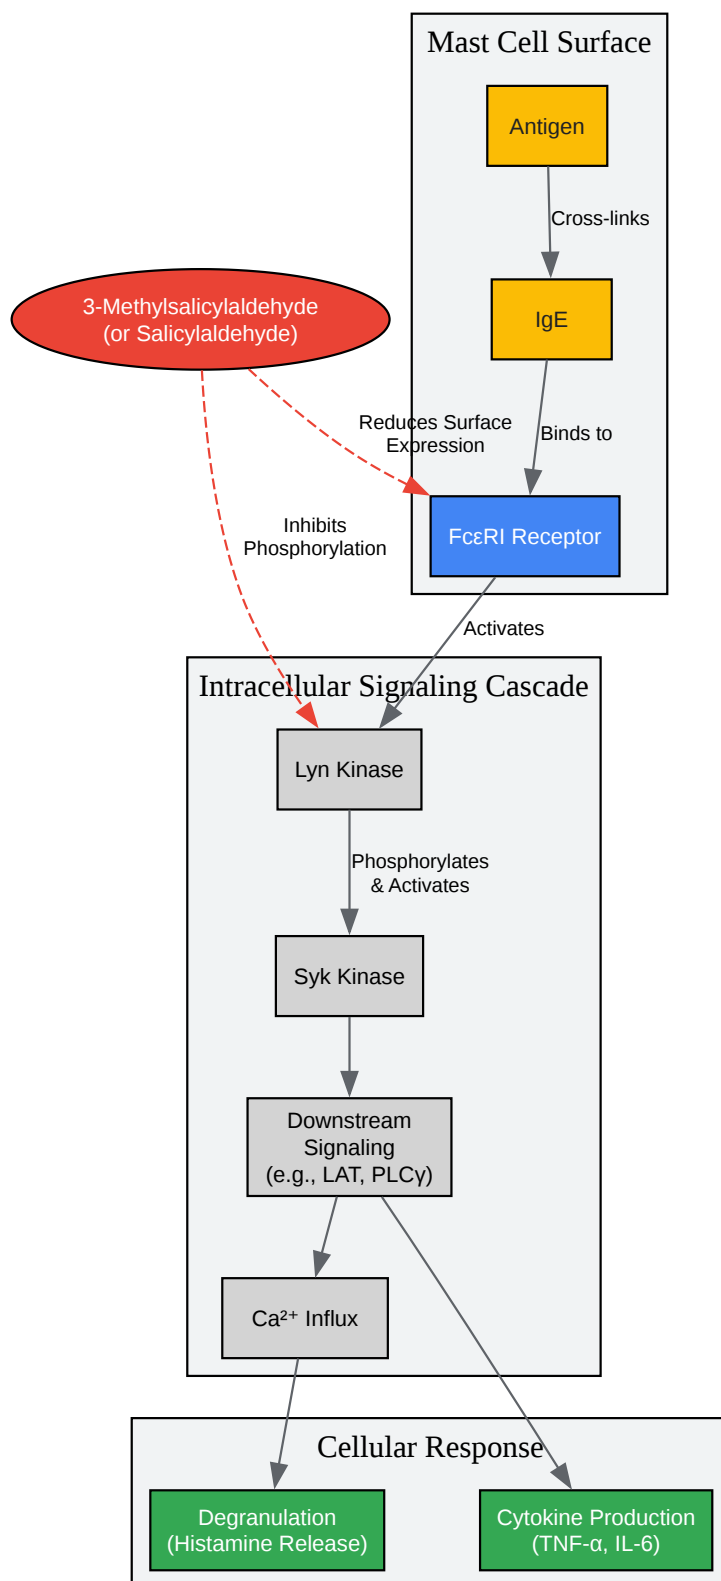 Mast Cell Surface
Antigen
Cross-links
3-Methylsalicylaldehyde
(or Salicylaldehyde)
IgE
Reduces Surface
Expression
Binds to
Inhibits
Phosphorylation
FcεRI Receptor
Activates
Intracellular Signaling Cascade
Lyn Kinase
Phosphorylates
& Activates
Syk Kinase
Downstream
Signaling
(e.g., LAT, PLCγ)
Ca²⁺ Influx
Cellular Response
Degranulation
(Histamine Release)
Cytokine Production
(TNF-α, IL-6)